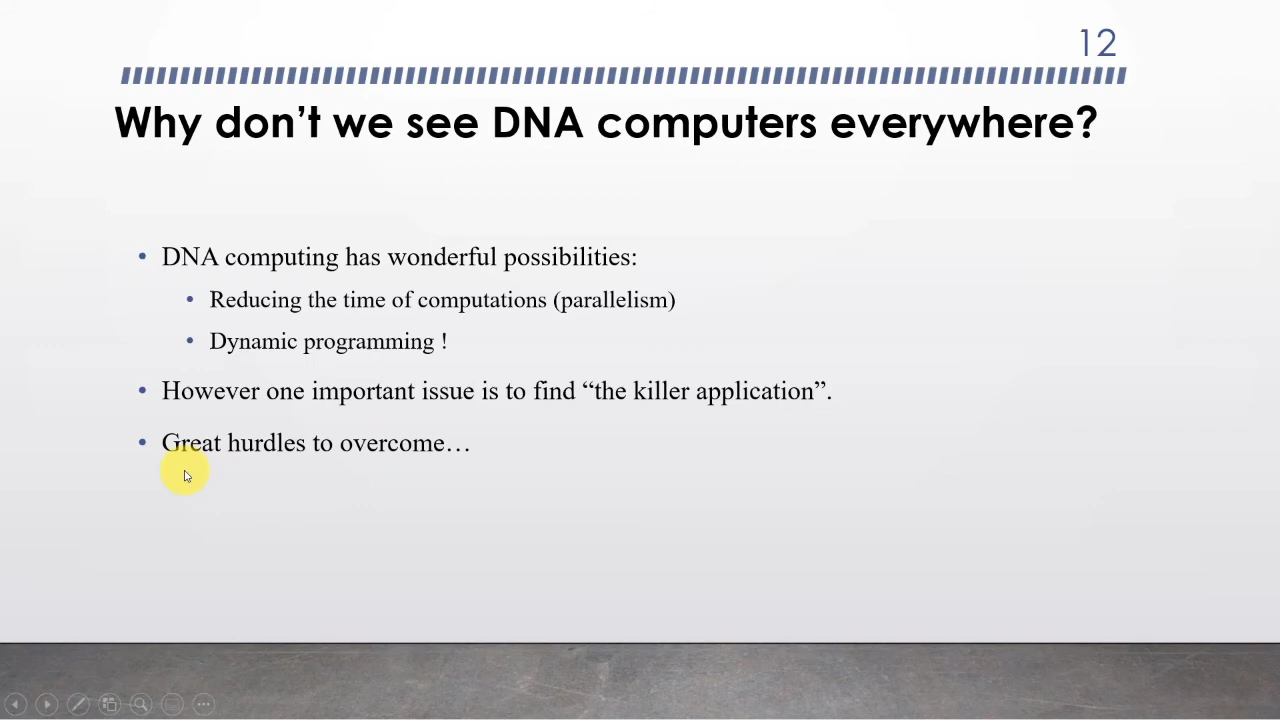 12
Why don’t we see DNA computers everywhere?
• DNA computing has wonderful possibilities:
• Reducing the time of computations (parallelism)
• Dynamic programming !
• However one important issue is to find “the killer application”.
• Great hurdles to overcome…